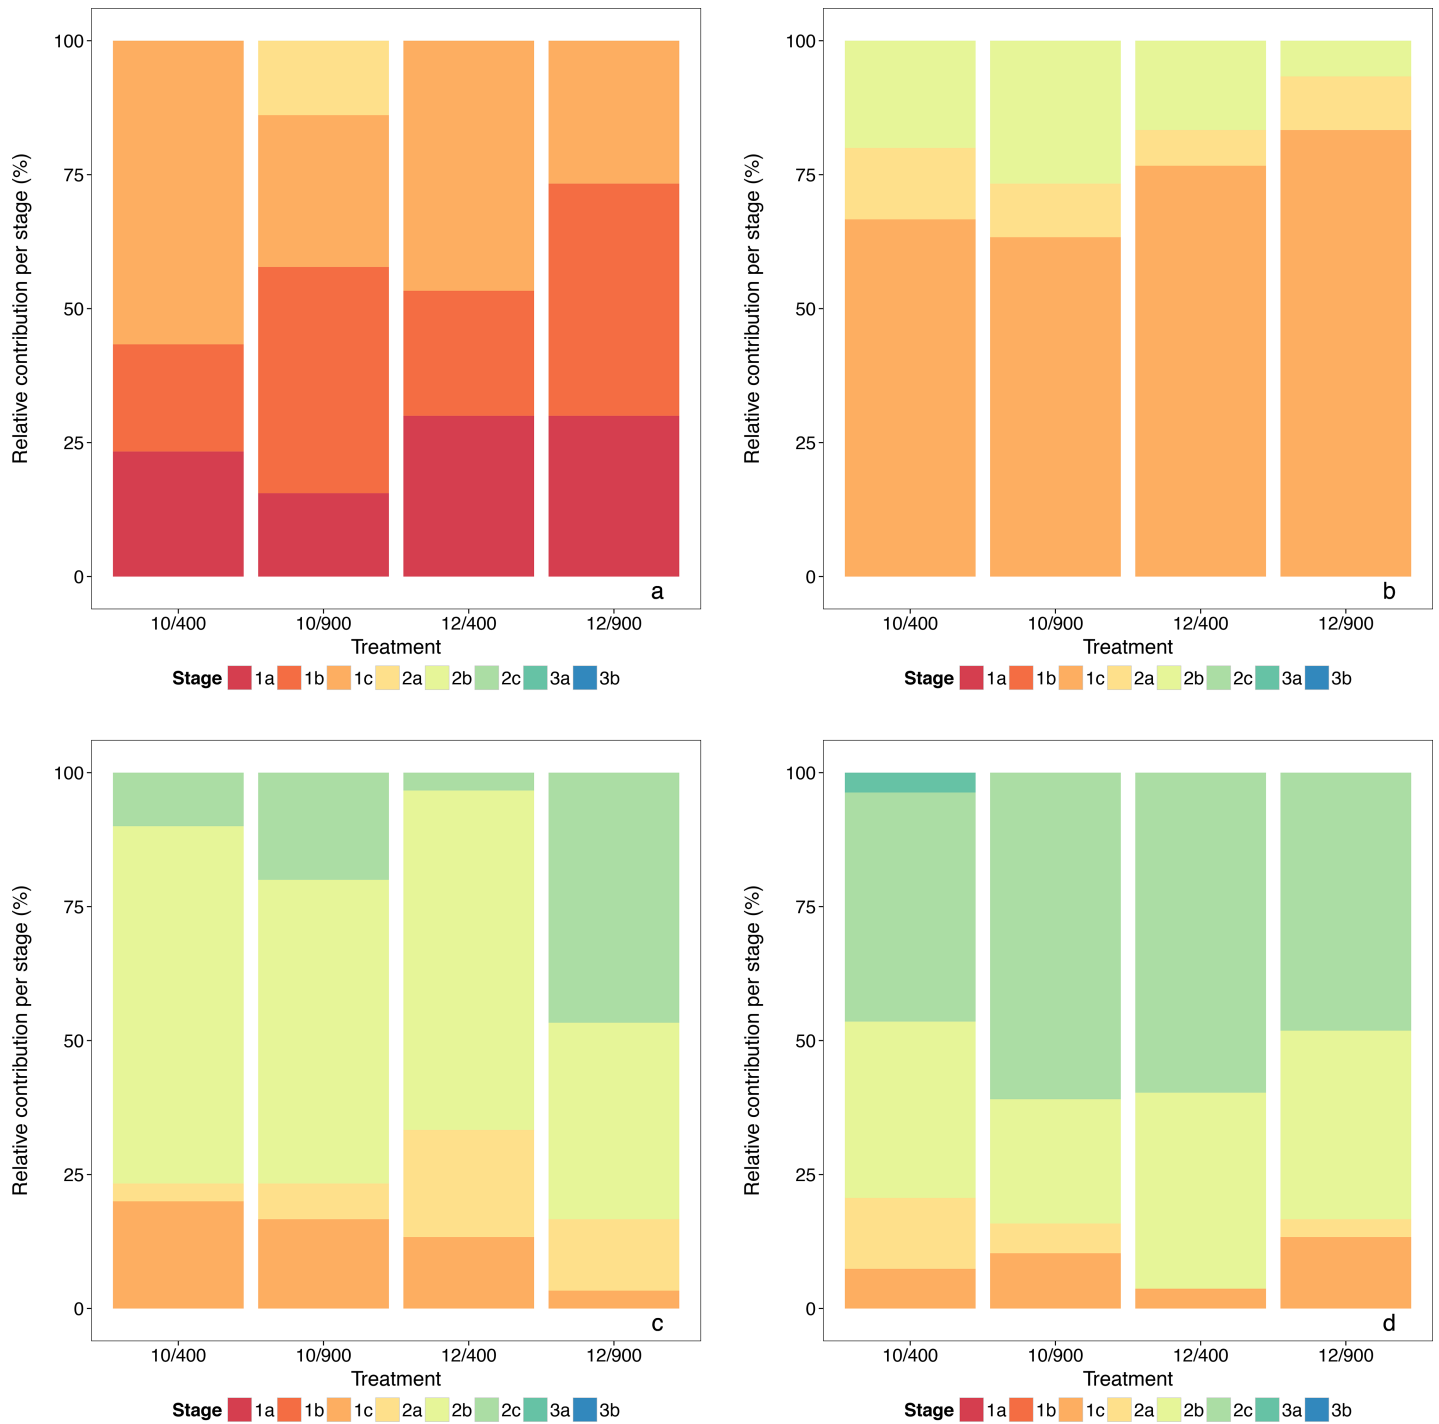 Relative contribution per stage (%)
100
75
50
25
0
a
10/400 10/900 12/400 12/900
Treatment
Stage 1a 1b 1c 2a 2b 2c 3a 3b
Relative contribution per stage (%)
100
75
50
25
0
b
10/400 10/900 12/400 12/900
Treatment
Stage 1a 1b 1c 2a 2b 2c 3a 3b
Relative contribution per stage (%)
100
75
50
25
0
c
10/400 10/900 12/400 12/900
Treatment
Stage 1a 1b 1c 2a 2b 2c 3a 3b
Relative contribution per stage (%)
100
75
50
25
0
d
10/400 10/900 12/400 12/900
Treatment
Stage 1a 1b 1c 2a 2b 2c 3a 3b